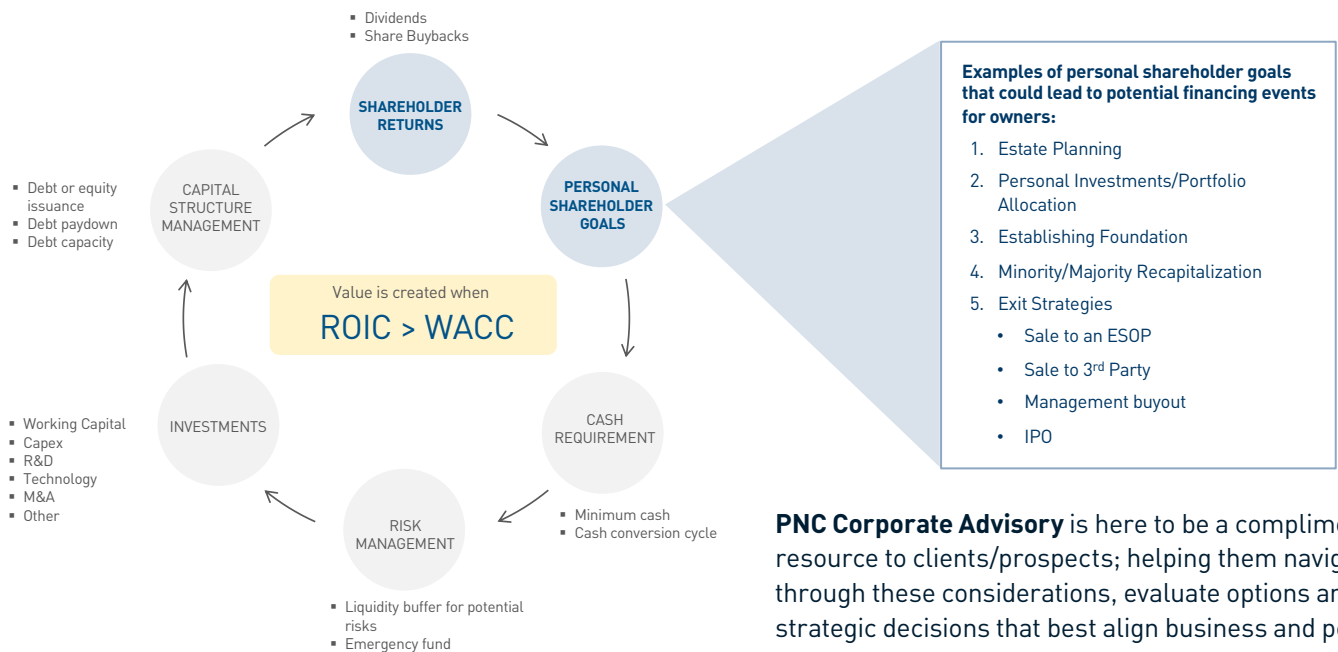 ▪ Dividends
▪ Share Buybacks
SHAREHOLDER
RETURNS
PERSONAL
SHAREHOLDER
GOALS
CASH
REQUIREMENT
▪ Minimum cash
▪ Cash conversion cycle
RISK
MANAGEMENT
▪ Liquidity buffer for potential
risks
▪ Emergency fund
INVESTMENTS
▪ Working Capital
▪ Capex
▪ R&D
▪ Technology
▪ M&A
▪ Other
CAPITAL
STRUCTURE
MANAGEMENT
▪ Debt or equity
issuance
▪ Debt paydown
▪ Debt capacity
Value is created when
ROIC > WACC
Examples of personal shareholder goals
that could lead to potential financing events
for owners:
1. Estate Planning
2. Personal Investments/Portfolio
Allocation
3. Establishing Foundation
4. Minority/Majority Recapitalization
5. Exit Strategies
• Sale to an ESOP
• Sale to 3rd Party
• Management buyout
• IPO
PNC Corporate Advisory is here to be a
resource to clients/prospects; helping them
through these considerations, evaluate options
strategic decisions that best align business and